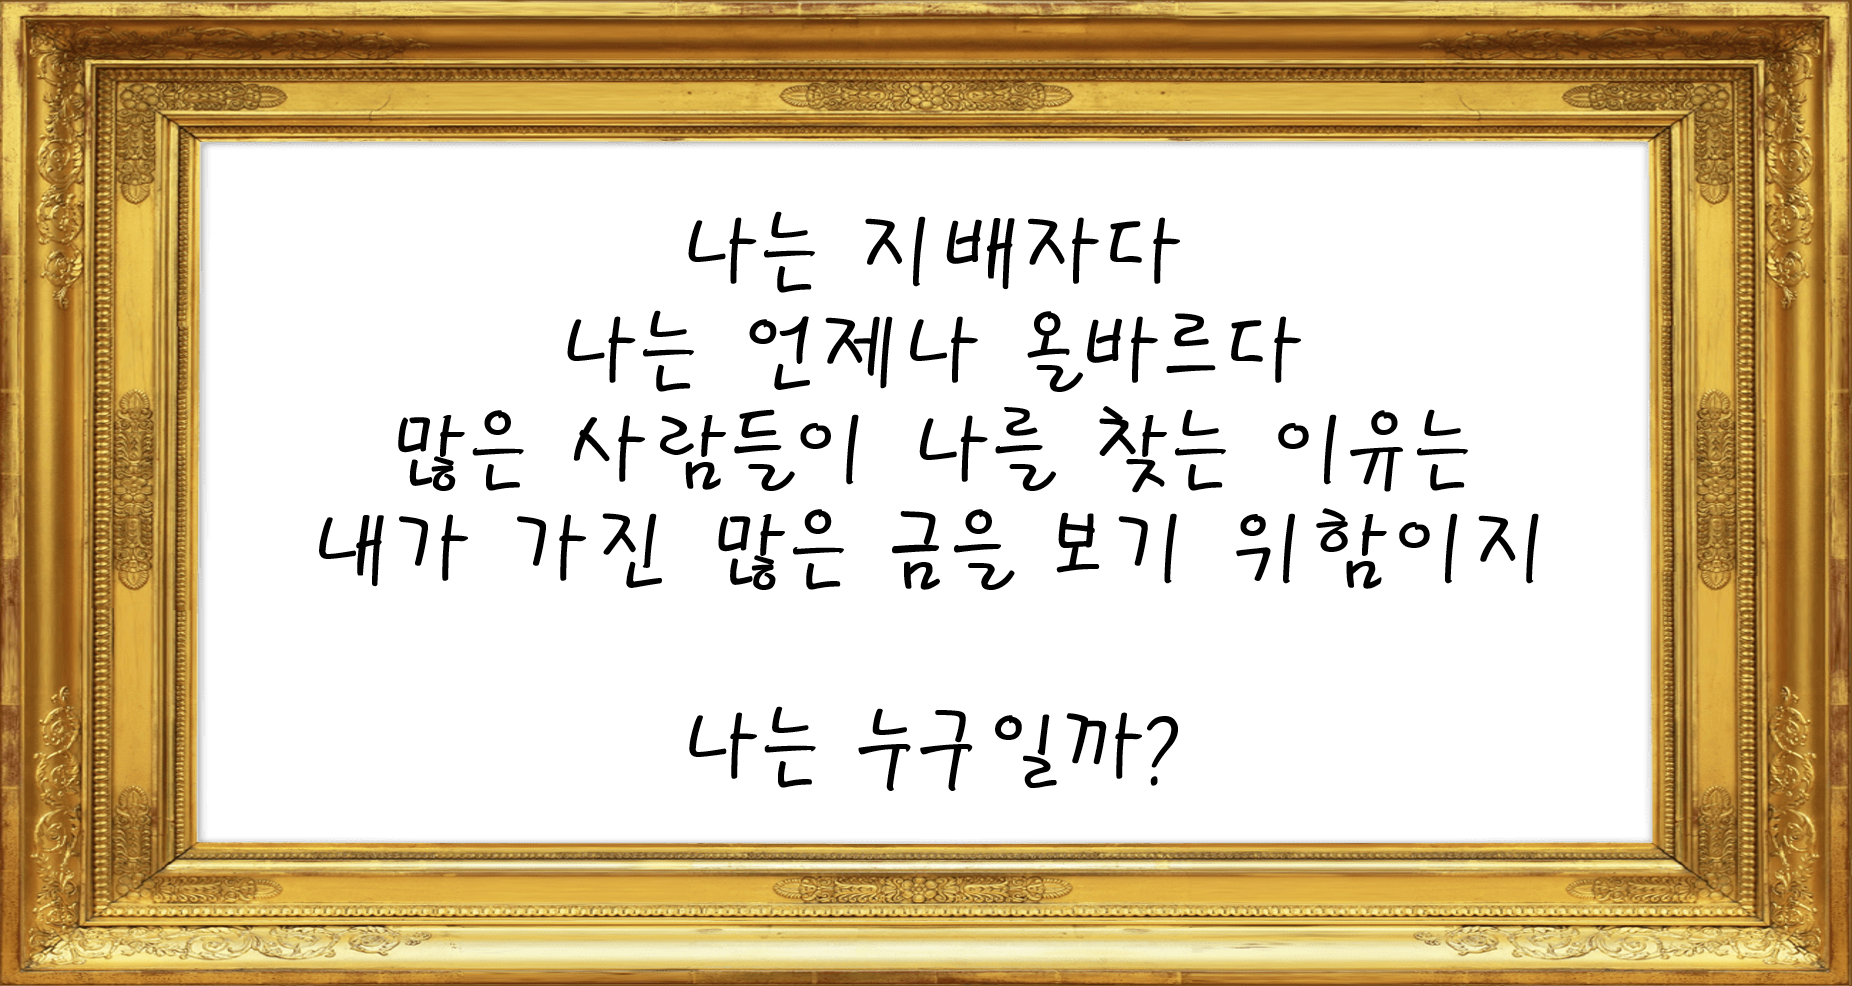 나는 지배자다
나는 언제나 올바르다
많은 사람들이 나를 찾는 이유는
내가 가진 많은 금을 보기 위함이지
나는 누구일까?